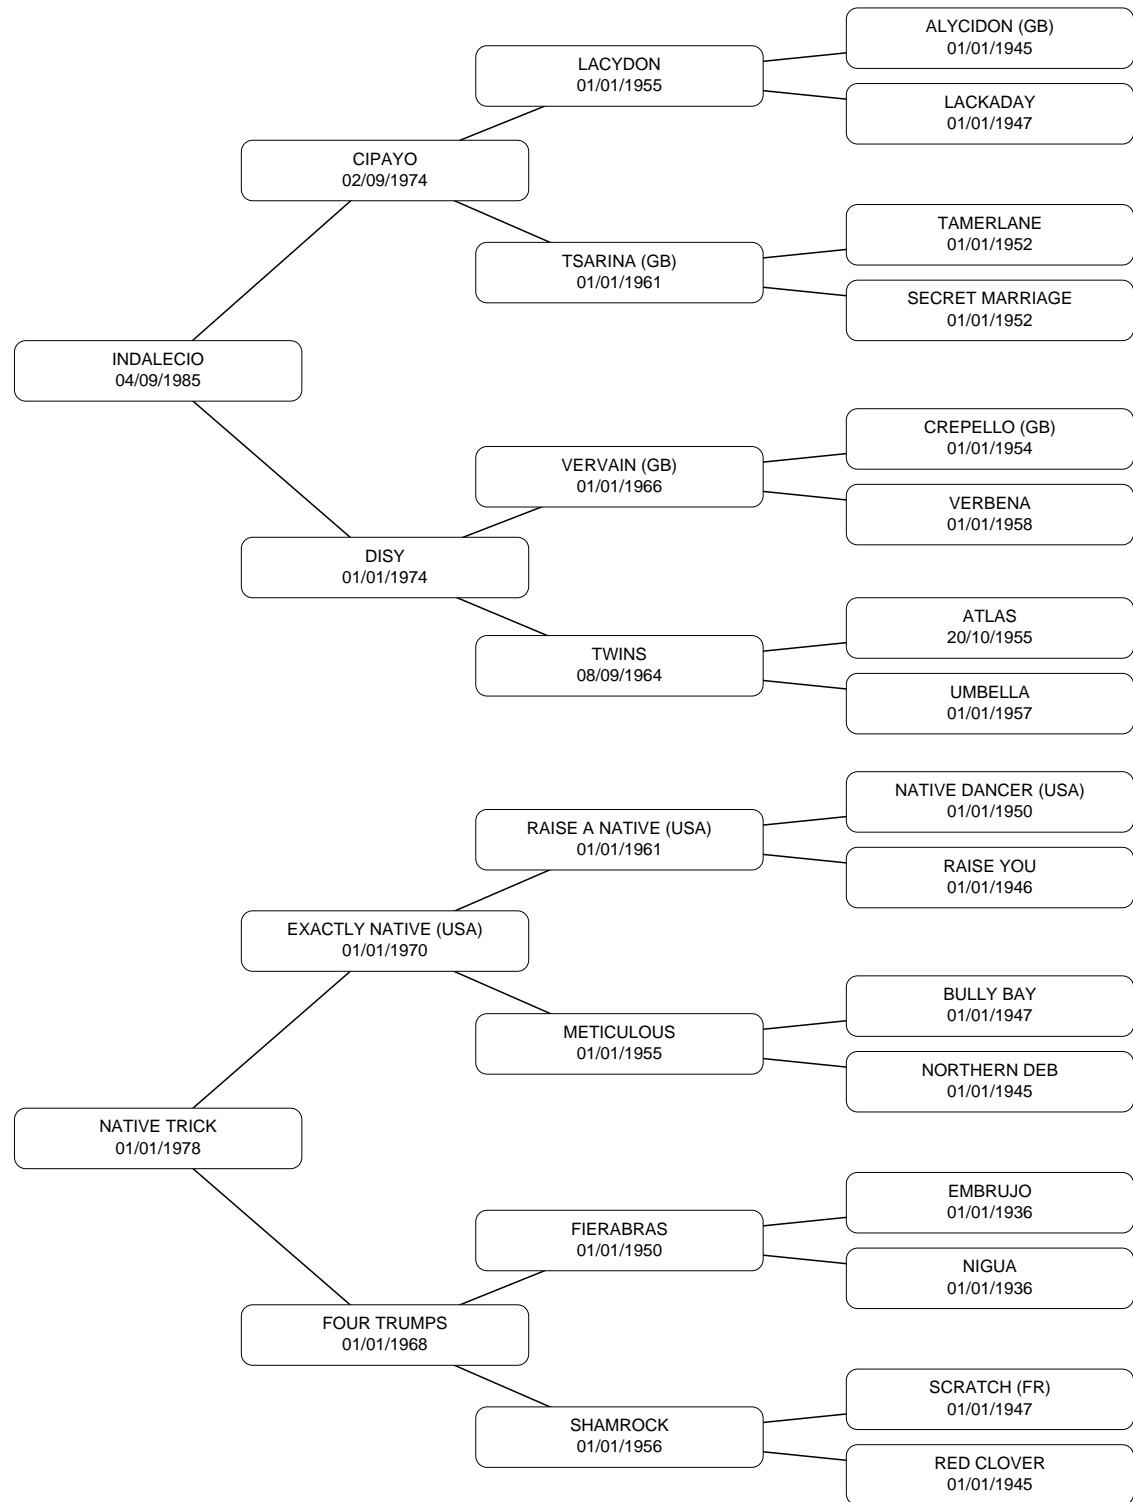 ALYCIDON (GB)
01/01/1945
LACYDON
01/01/1955
LACKADAY
01/01/1947
CIPAYO
02/09/1974
TAMERLANE
01/01/1952
TSARINA (GB)
01/01/1961
SECRET MARRIAGE
01/01/1952
INDALECIO
04/09/1985
CREPELLO (GB)
01/01/1954
VERVAIN (GB)
01/01/1966
VERBENA
01/01/1958
DISY
01/01/1974
ATLAS
20/10/1955
TWINS
08/09/1964
UMBELLA
01/01/1957
NATIVE DANCER (USA)
01/01/1950
RAISE A NATIVE (USA)
01/01/1961
RAISE YOU
01/01/1946
EXACTLY NATIVE (USA)
01/01/1970
BULLY BAY
01/01/1947
METICULOUS
01/01/1955
NORTHERN DEB
01/01/1945
NATIVE TRICK
01/01/1978
EMBRUJO
01/01/1936
FIERABRAS
01/01/1950
NIGUA
01/01/1936
FOUR TRUMPS
01/01/1968
SCRATCH (FR)
01/01/1947
SHAMROCK
01/01/1956
RED CLOVER
01/01/1945